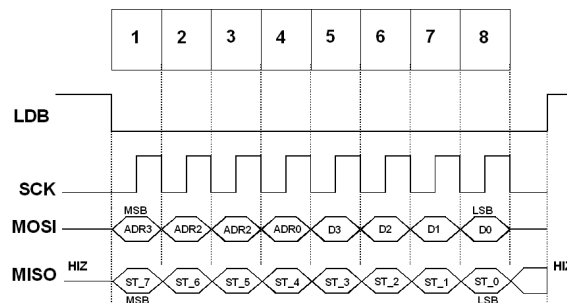 1 2 3 4 5 6 7 8
LDB
SCK
MSB LSB
MOSI ADR3 ADR2 ADR2 ADR0 D3 D2 D1 D0
HIZ HIZ
MISO ST_7 ST_6 ST_5 ST_4 ST_3 ST_2 ST_1 ST_0
MSB LSB